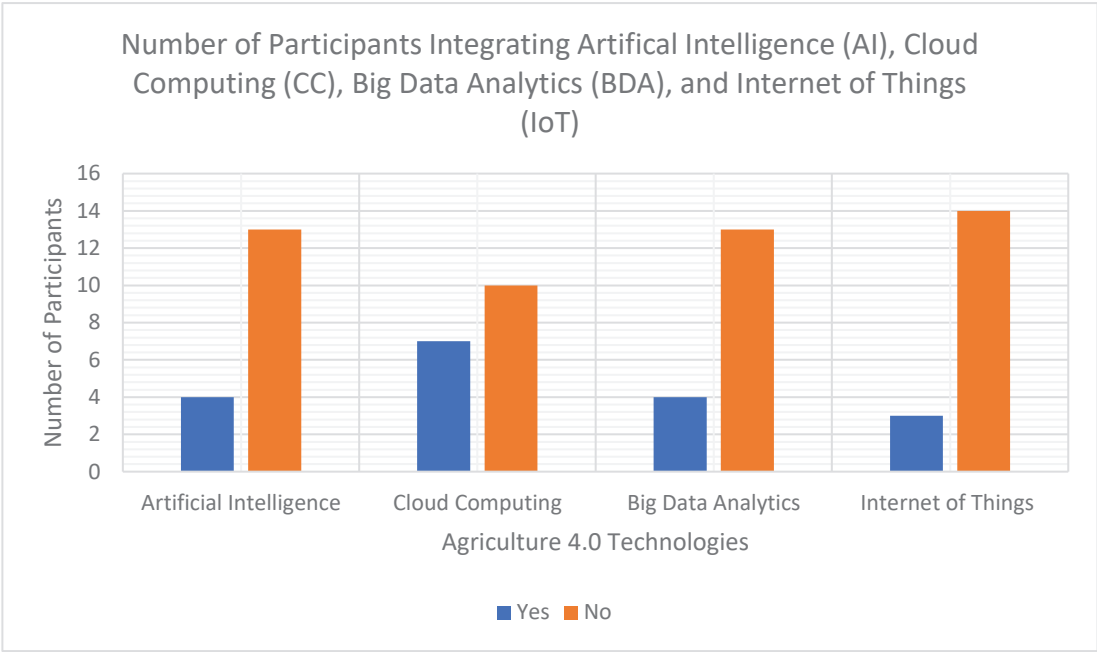 Number of Participants Integrating Artifical Intelligence (AI), Cloud
Computing (CC), Big Data Analytics (BDA), and Internet of Things
(IoT)
Number of Participants
16
14
12
10
8
6
4
2
0
Artificial Intelligence
Cloud Computing
Big Data Analytics
Internet of Things
Agriculture 4.0 Technologies
Yes
No